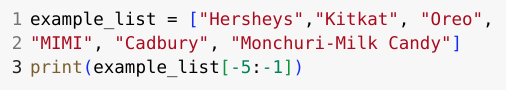 1 example_list = ["Hersheys","Kitkat", "Oreo",
2 "MIMI", "Cadbury", "Monchuri-Milk Candy"]
3 print(example_list[-5:-1])